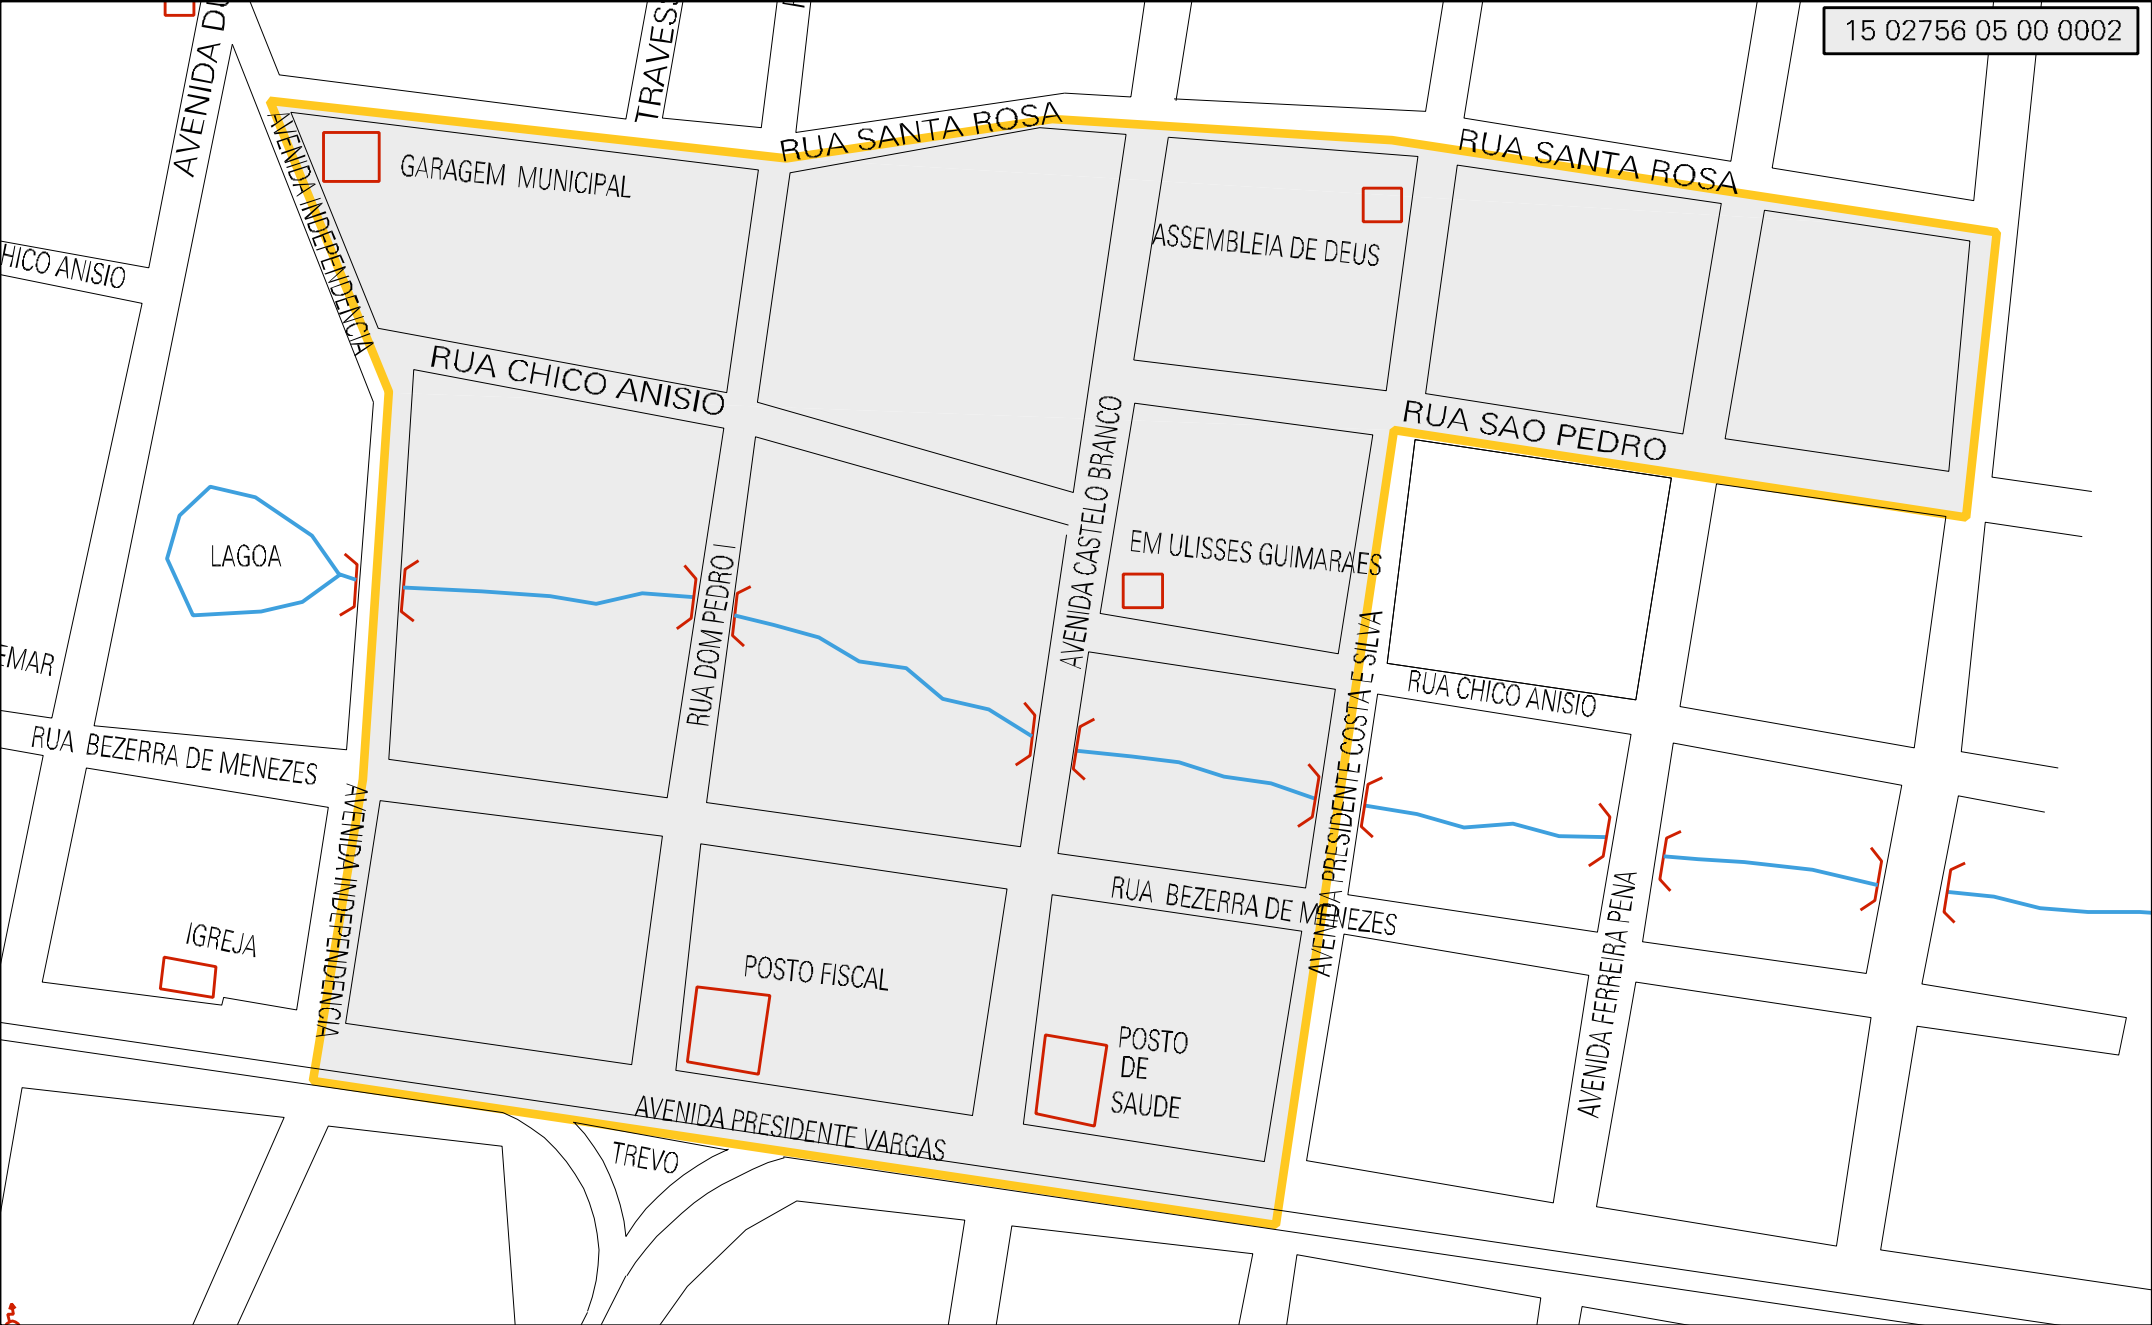 15 02756 05 00 0002
AVENIDA
TRAVESS
RUA SANTA ROSA
RUA SANTA ROSA
AVENIDA INDEPENDENCIA
GARAGEM MUNICIPAL
ASSEMBLEIA DE DEUS
HICO ANISIO
RUA CHICO ANISIO
RUA SAO PEDRO
AVENIDA CASTELO BRANCO
LAGOA
EM ULISSES GUIMARAES
RUA DOM PEDRO I
EMAR
RUA CHICO ANISIO
AVENIDA PRESIDENTE COSTA E SILVA
RUA BEZERRA DE MENEZES
AVENIDA INDEPENDENCIA
RUA BEZERRA DE MENEZES
AVENIDA FERREIRA PENA
IGREJA
POSTO FISCAL
POSTO
DE
SAUDE
AVENIDA PRESIDENTE VARGAS
TREVO